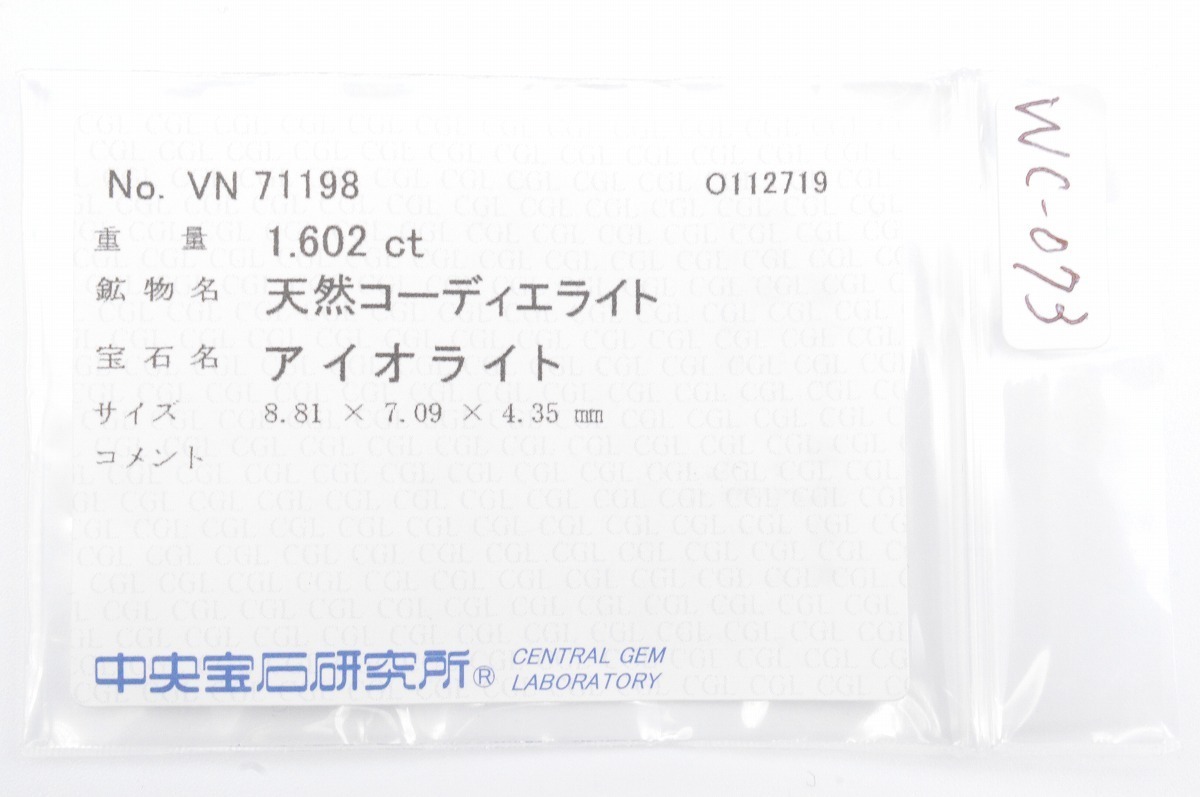 No. VN 71198 O112719
重量 1.602 ct
鉱物名 天然コーディエライト
宝石名 アイオライト
サイズ 8.81 × 7.09 × 4.35 mm
コメント
中央宝石研究所® CENTRAL GEM
LABORATORY
WC-073